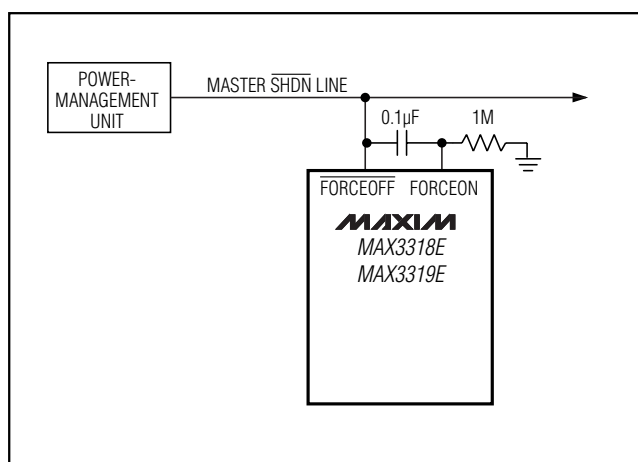 POWER-
MANAGEMENT
UNIT
MASTER SHDN LINE
0.1µF
1M
FORCEOFF FORCEON
MAXIM
MAX3318E
MAX3319E